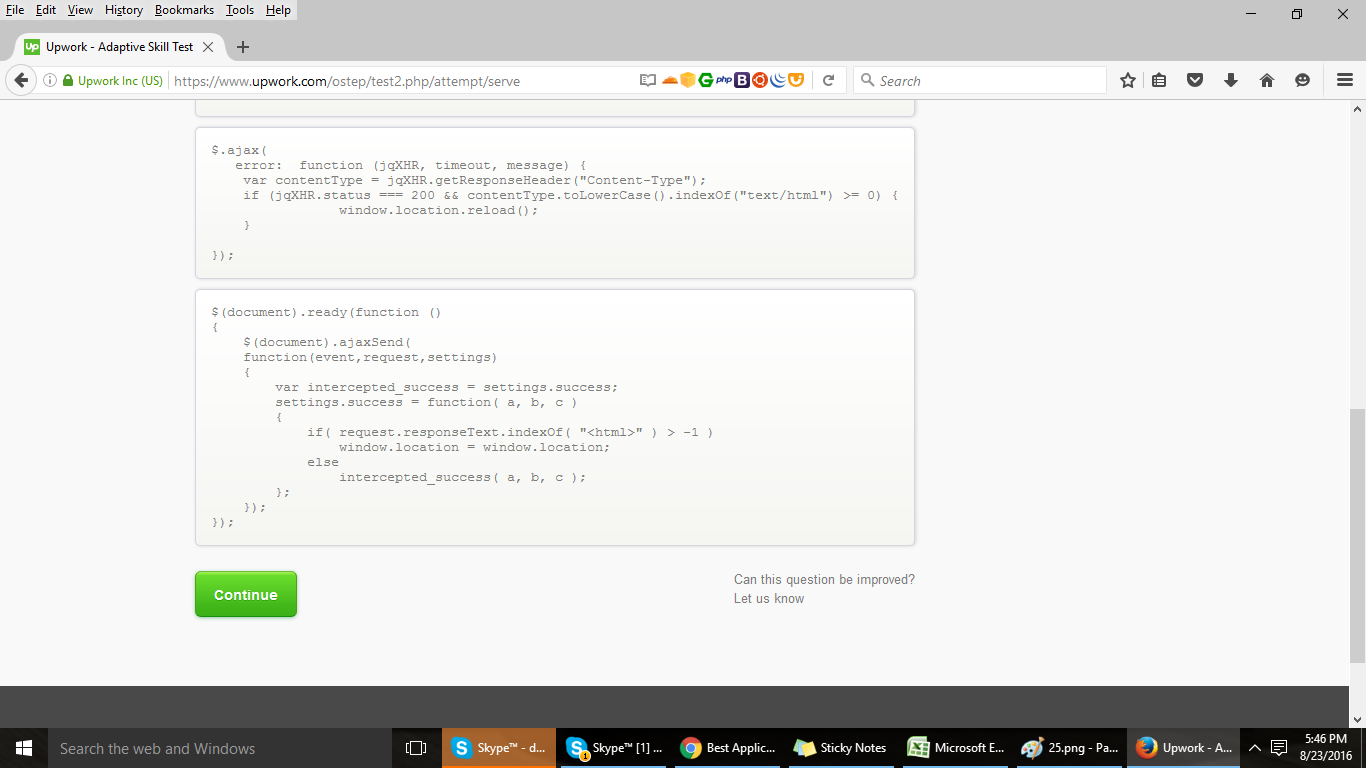 File Edit View History Bookmarks Tools Help
Up Upwork - Adaptive Skill Test
Upwork Inc (US) https://www.upwork.com/ostep/test2.php/attempt/serve php B Search
$.ajax(
error:  function (jqXHR, timeout, message) {
var contentType = jqXHR.getResponseHeader("Content-Type");
if (jqXHR.status === 200 && contentType.toLowerCase().indexOf("text/html") >= 0) {
window.location.reload();
}
});
$(document).ready(function ()
{
$(document).ajaxSend(
function(event,request,settings)
{
var intercepted_success = settings.success;
settings.success = function( a, b, c )
{
if( request.responseText.indexOf( "<html>" ) > -1 )
window.location = window.location;
else
intercepted_success( a, b, c );
};
});
});
Continue
Can this question be improved?
Let us know
Search the web and Windows
Skype™ - d...
Skype™ [1] ...
1
Best Applic...
Sticky Notes
Microsoft E...
25.png - Pa...
Upwork - A...
5:46 PM
8/23/2016